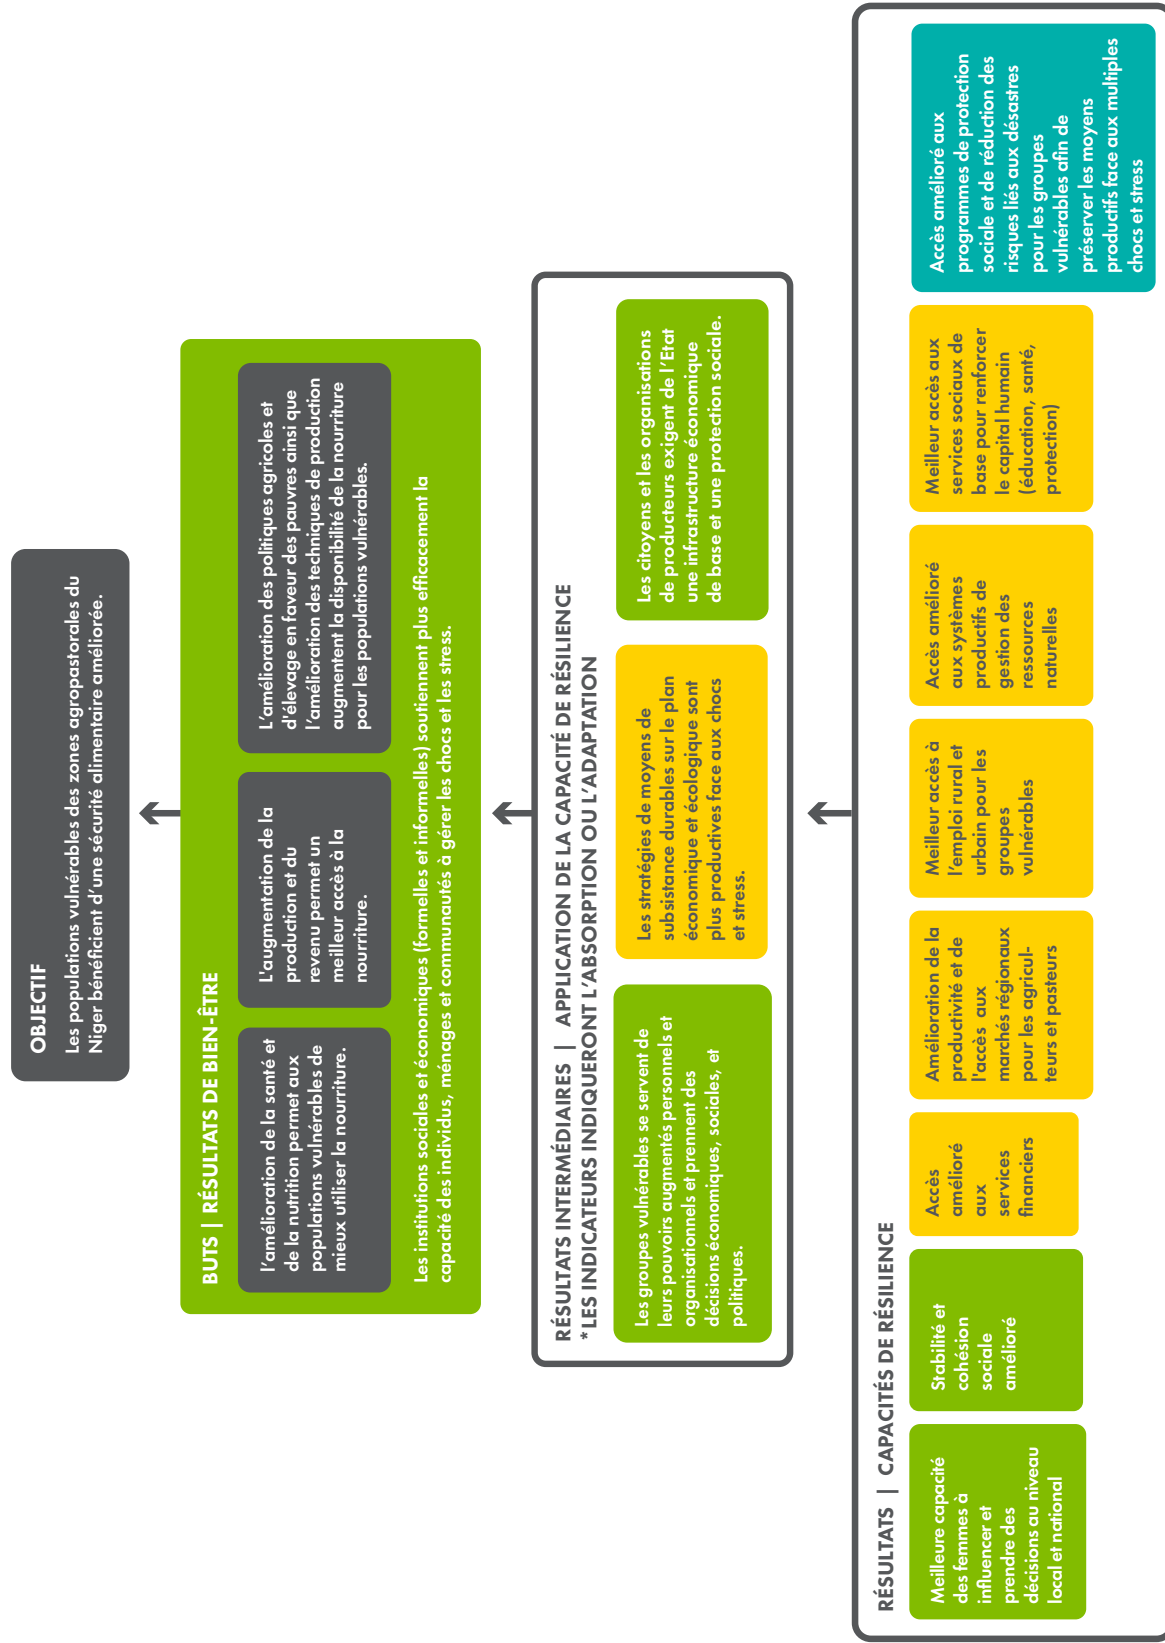 OBJECTIF
Les populations vulnérables des zones agropastorales du
Niger bénéficient d'une sécurité alimentaire améliorée.
BUTS | RÉSULTATS DE BIEN-ÊTRE
l'amélioration de la santé et
de la nutrition permet aux
populations vulnérables de
mieux utiliser la nourriture.
L'augmentation de la
production et du
revenu permet un
meilleur accès à la
nourriture.
L'amélioration des politiques agricoles et
d'élevage en faveur des pauvres ainsi que
l'amélioration des techniques de production
augmentent la disponibilité de la nourriture
pour les populations vulnérables.
Les institutions sociales et économiques (formelles et informelles) soutiennent plus efficacement la
capacité des individus, ménages et communautés à gérer les chocs et les stress.
RÉSULTATS INTERMÉDIAIRES | APPLICATION DE LA CAPACITÉ DE RÉSILIENCE
* LES INDICATEURS INDIQUERONT L'ABSORPTION OU L'ADAPTATION
Les groupes vulnérables se servent de
leurs pouvoirs augmentés personnels et
organisationnels et prennent des
décisions économiques, sociales, et
politiques.
Les stratégies de moyens de
subsistance durables sur le plan
économique et écologique sont
plus productives face aux chocs
et stress.
Les citoyens et les organisations
de producteurs exigent de l'Etat
une infrastructure économique
de base et une protection sociale.
RÉSULTATS | CAPACITÉS DE RÉSILIENCE
Meilleure capacité
des femmes à
influencer et
prendre des
décisions au niveau
local et national
Stabilité et
cohésion
sociale
amélioré
Accès
amélioré
aux
services
financiers
Amélioration de la
productivité et de
l'accès aux
marchés régionaux
pour les agricul-
teurs et pasteurs
Meilleur accès à
l'emploi rural et
urbain pour les
groupes
vulnérables
Accès amélioré
aux systèmes
productifs de
gestion des
ressources
naturelles
Meilleur accès aux
services sociaux de
base pour renforcer
le capital humain
(éducation, santé,
protection)
Accès amélioré aux
programmes de protection
sociale et de réduction des
risques liés aux désastres
pour les groupes
vulnérables afin de
préserver les moyens
productifs face aux multiples
chocs et stress